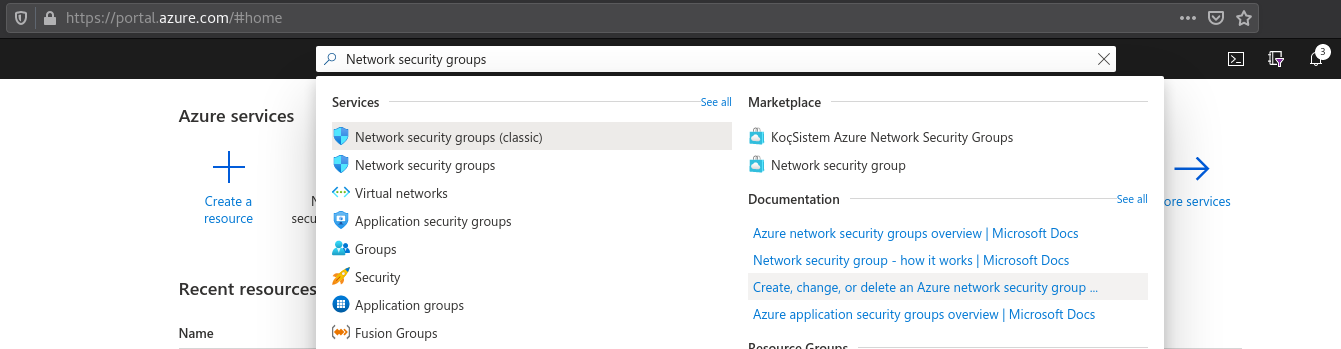 https://portal.azure.com/#home
Network security groups
3
Azure services
Create a
resource
N
secu
ore services
Recent resources
Name
Services
See all
Network security groups (classic)
Network security groups
Virtual networks
Application security groups
Groups
Security
Application groups
Fusion Groups
Marketplace
KoçSistem Azure Network Security Groups
Network security group
Documentation
See all
Azure network security groups overview | Microsoft Docs
Network security group - how it works | Microsoft Docs
Create, change, or delete an Azure network security group ...
Azure application security groups overview | Microsoft Docs
Resource Groups